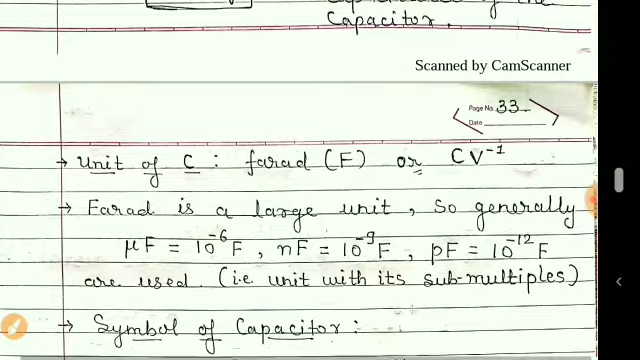 Capacitor.
Scanned by CamScanner
Page No. 33.
Date
→ Unit of C : farad (F) or CV⁻¹
→ Farad is a large unit, so generally
μF = 10⁻⁶ F, nF = 10⁻⁹ F, pF = 10⁻¹² F
are used. (i.e unit with its sub-multiples)
→ Symbol of Capacitor :